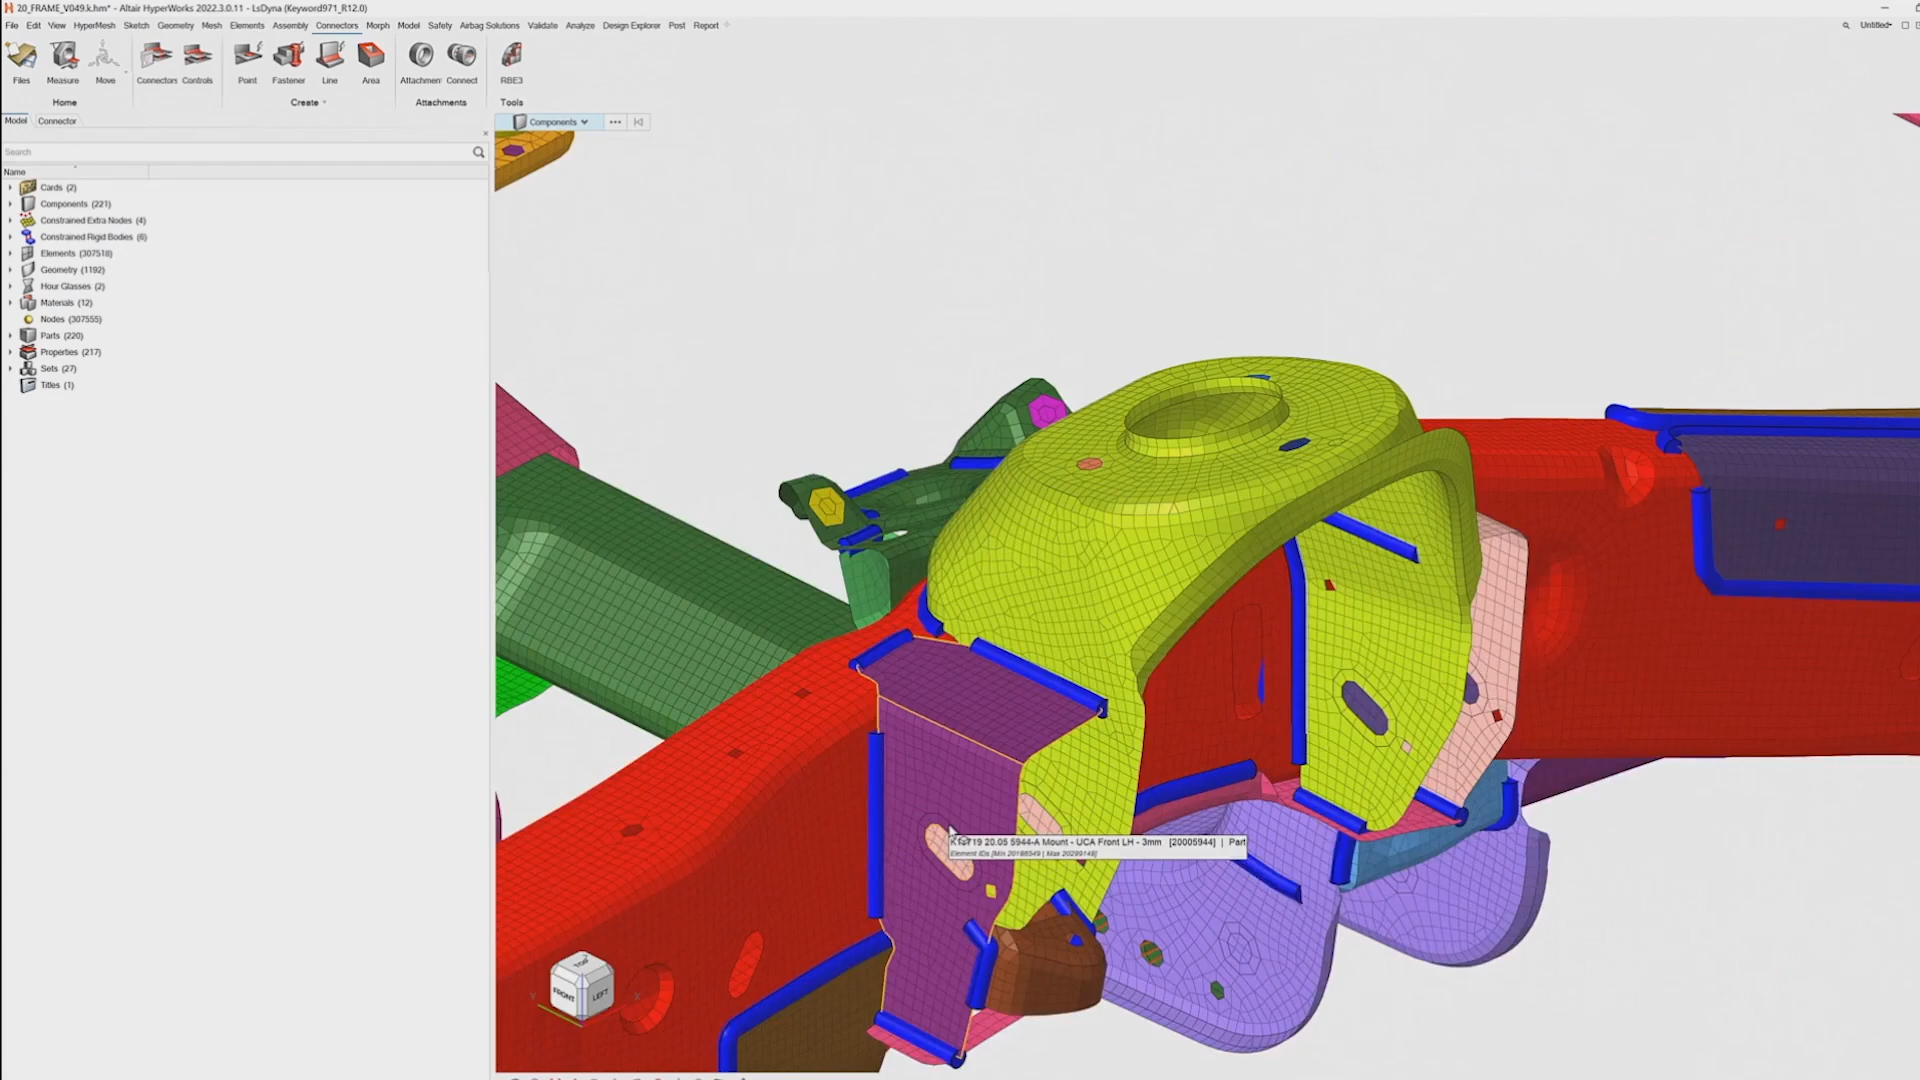 20_FRAME_V049.k.hm* - Altair HyperWorks 2022.3.0.11 - LsDyna (Keyword971_R12.0)
File Edit View HyperMesh Sketch Geometry Mesh Elements Assembly Connectors Morph Model Safety Airbag Solutions Validate Analyze Design Explorer Post Report
Untitled*
Files Measure Move Connectors Controls Point Fastener Line Area Attachmen Connect RBE3
Home Create Attachments Tools
Model Connector
Components
Search
Name
Cards (2)
Components (221)
Constrained Extra Nodes (4)
Constrained Rigid Bodies (6)
Elements (307518)
Geometry (1192)
Hour Glasses (2)
Materials (12)
Nodes (307555)
Parts (220)
Properties (217)
Sets (27)
Titles (1)
20.05 5944-A Mount - UCA Front LH - 3mm [20005944] | Part
Element IDs [Min 20186549 | Max 20299148]
TOP
FRONT LEFT
Y X